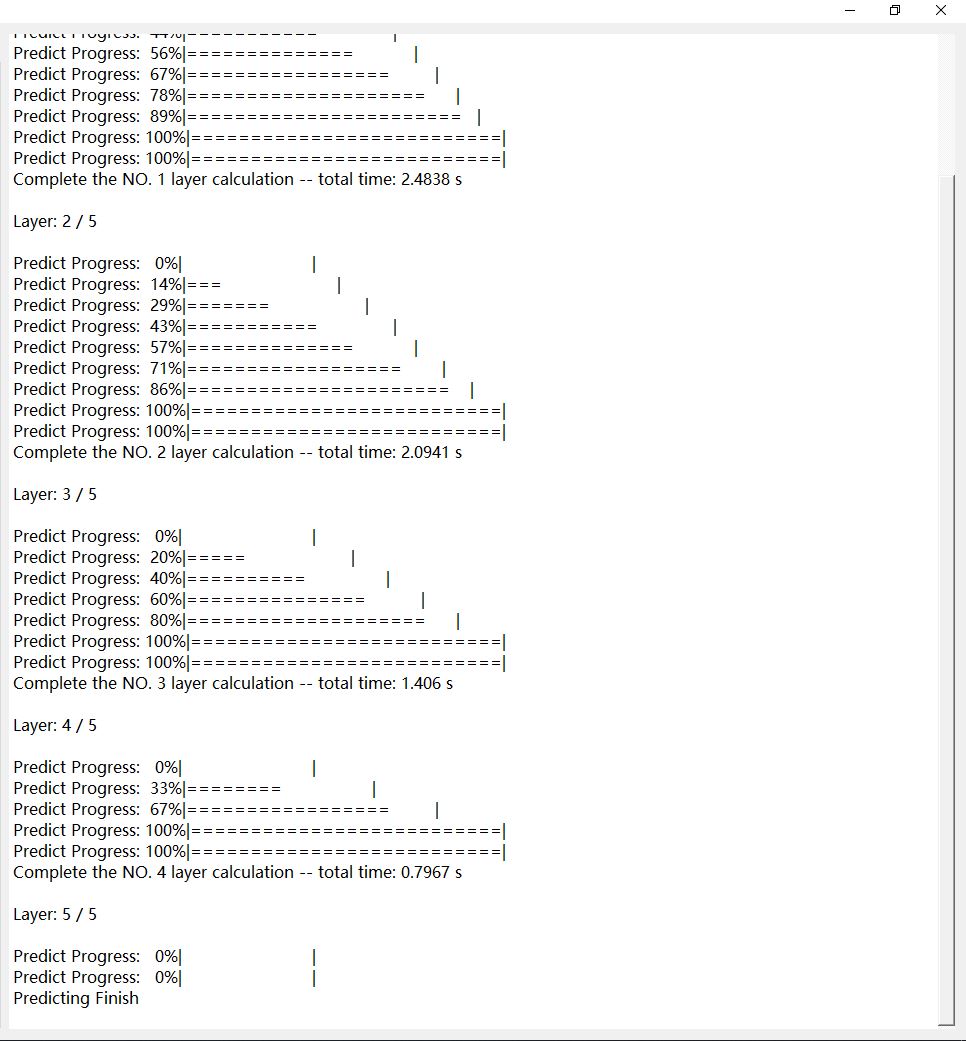 Predict Progress: 44%|===========|
Predict Progress: 56%|==============|
Predict Progress: 67%|=================|
Predict Progress: 78%|====================|
Predict Progress: 89%|=======================|
Predict Progress: 100%|==========================|
Predict Progress: 100%|==========================|
Complete the NO. 1 layer calculation -- total time: 2.4838 s
Layer: 2 / 5
Predict Progress: 0%| |
Predict Progress: 14%|=== |
Predict Progress: 29%|======= |
Predict Progress: 43%|=========== |
Predict Progress: 57%|============== |
Predict Progress: 71%|================== |
Predict Progress: 86%|====================== |
Predict Progress: 100%|==========================|
Predict Progress: 100%|==========================|
Complete the NO. 2 layer calculation -- total time: 2.0941 s
Layer: 3 / 5
Predict Progress: 0%| |
Predict Progress: 20%|===== |
Predict Progress: 40%|========== |
Predict Progress: 60%|=============== |
Predict Progress: 80%|==================== |
Predict Progress: 100%|==========================|
Predict Progress: 100%|==========================|
Complete the NO. 3 layer calculation -- total time: 1.406 s
Layer: 4 / 5
Predict Progress: 0%| |
Predict Progress: 33%|======== |
Predict Progress: 67%|================= |
Predict Progress: 100%|==========================|
Predict Progress: 100%|==========================|
Complete the NO. 4 layer calculation -- total time: 0.7967 s
Layer: 5 / 5
Predict Progress: 0%| |
Predict Progress: 0%| |
Predicting Finish